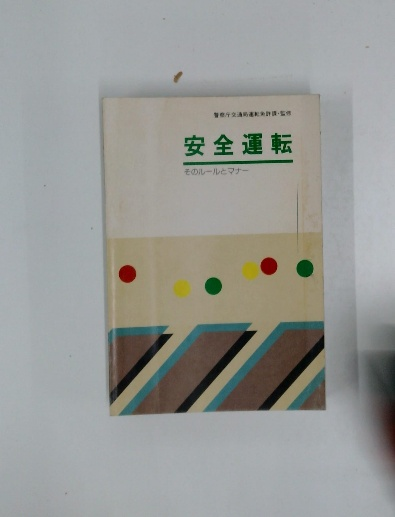 警察庁交通局運転免許課・監修
安全運転
そのルールとマナー